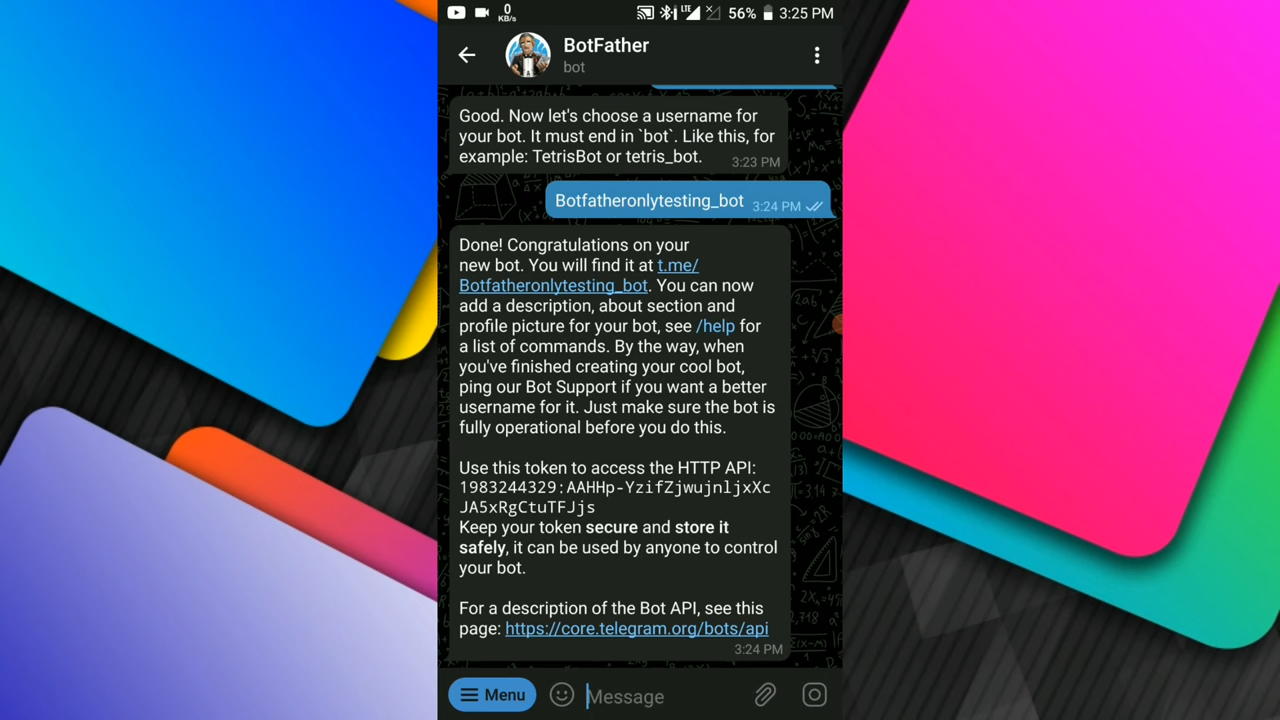 0
KB/s
LTE
56%
3:25 PM
BotFather
bot
Good. Now let's choose a username for
your bot. It must end in `bot`. Like this, for
example: TetrisBot or tetris_bot.
3:23 PM
Botfatheronlytesting_bot
3:24 PM
Done! Congratulations on your
new bot. You will find it at t.me/
Botfatheronlytesting_bot. You can now
add a description, about section and
profile picture for your bot, see /help for
a list of commands. By the way, when
you've finished creating your cool bot,
ping our Bot Support if you want a better
username for it. Just make sure the bot is
fully operational before you do this.
Use this token to access the HTTP API:
1983244329:AAHHp-YzifZjwujnljxXc
JA5xRgCtuTFJjs
Keep your token secure and store it
safely, it can be used by anyone to control
your bot.
For a description of the Bot API, see this
page: https://core.telegram.org/bots/api
3:24 PM
Menu
Message